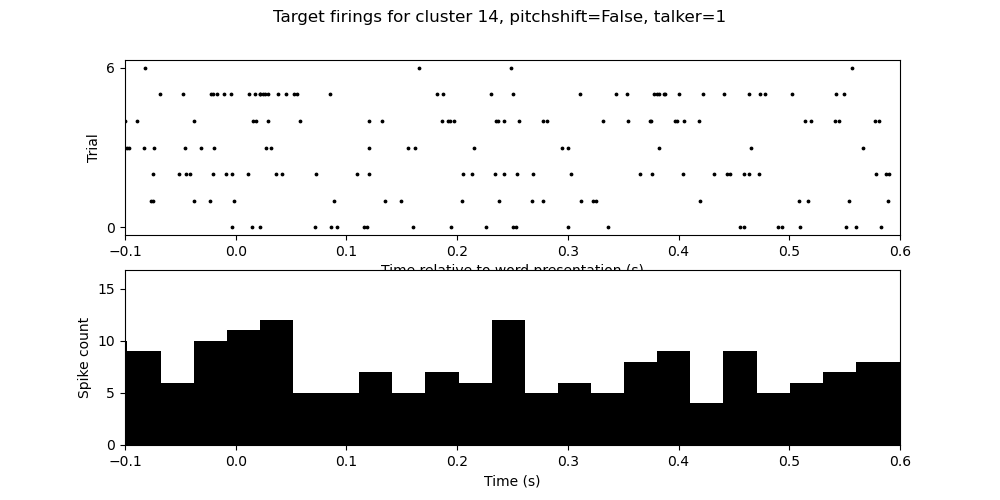 Target firings for cluster 14, pitchshift=False, talker=1
6
Trial
0
−0.1 0.0 0.1 0.2 0.3 0.4 0.5 0.6
Time relative to word presentation (s)
15
10
Spike count
5
0
−0.1 0.0 0.1 0.2 0.3 0.4 0.5 0.6
Time (s)